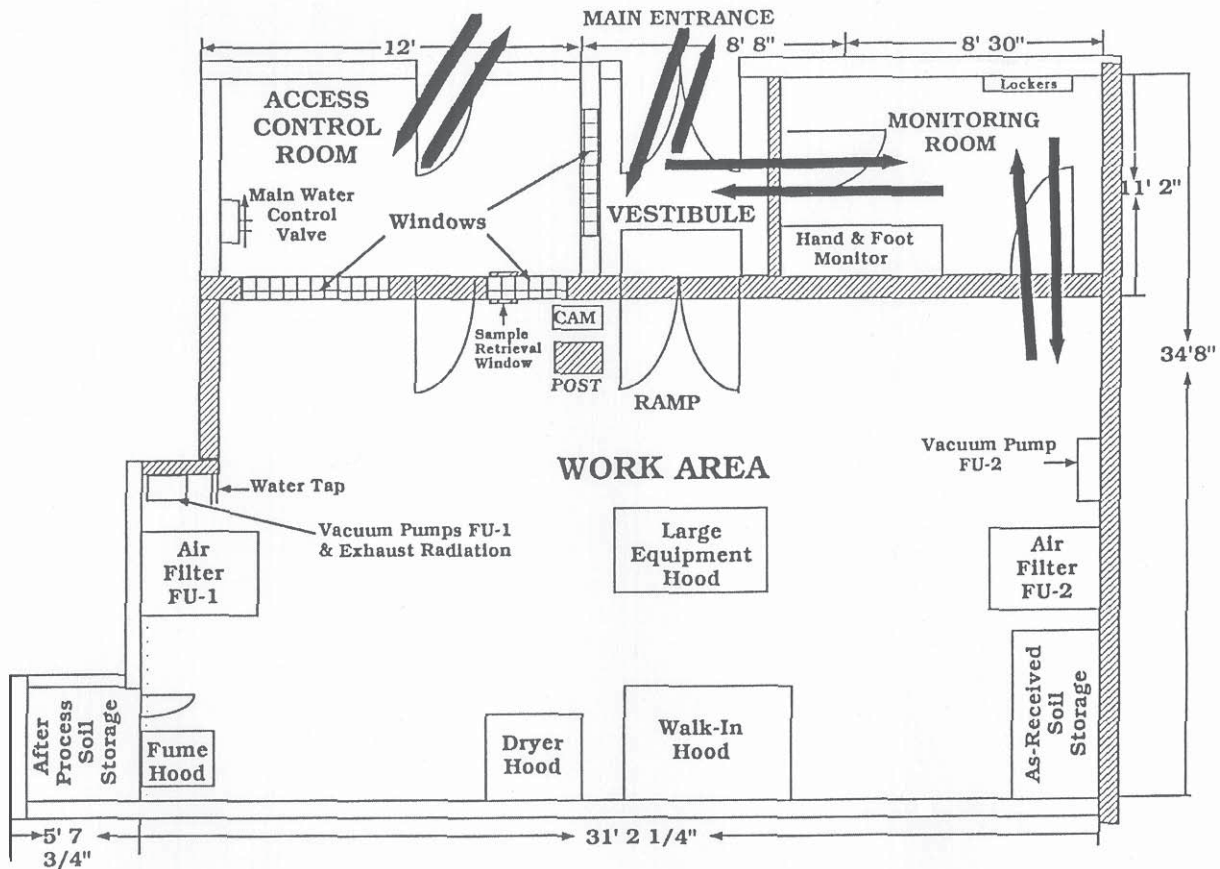 MAIN ENTRANCE
12'
8' 8"
8' 30"
ACCESS
CONTROL
ROOM
Lockers
MONITORING
ROOM
Main Water
Control
Valve
Windows
VESTIBULE
Hand & Foot
Monitor
11' 2"
CAM
Sample
Retrieval
Window
POST
RAMP
34'8"
WORK AREA
Vacuum Pump
FU-2
Water Tap
Vacuum Pumps FU-1
& Exhaust Radiation
Air
Filter
FU-1
Large
Equipment
Hood
Air
Filter
FU-2
After
Process
Soil
Storage
Fume
Hood
Dryer
Hood
Walk-In
Hood
As-Received
Soil
Storage
5' 7
3/4"
31' 2 1/4"